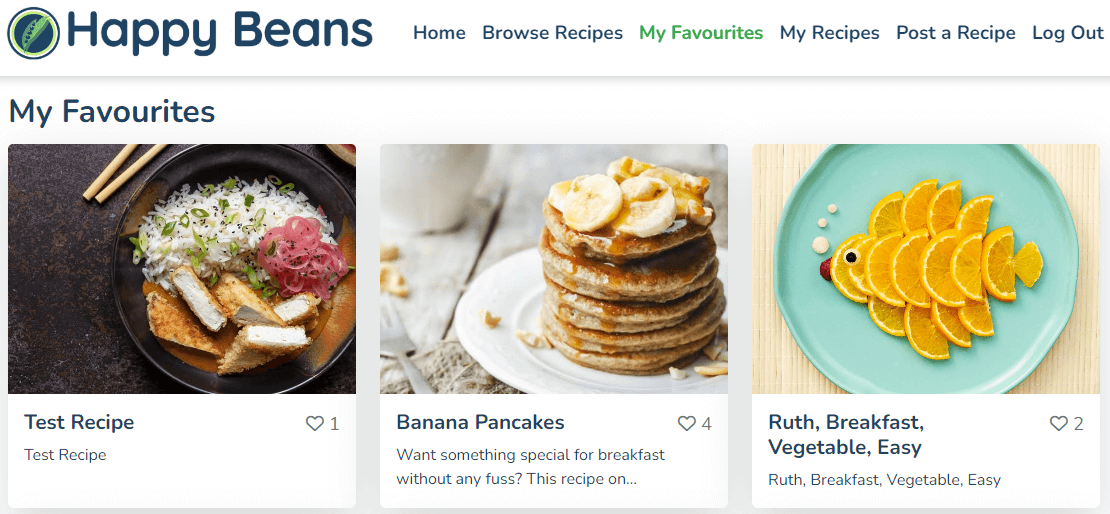 Happy Beans
Home Browse Recipes My Favourites My Recipes Post a Recipe Log Out
My Favourites
Test Recipe
1
Test Recipe
Banana Pancakes
4
Want something special for breakfast
without any fuss? This recipe on...
Ruth, Breakfast,
Vegetable, Easy
2
Ruth, Breakfast, Vegetable, Easy